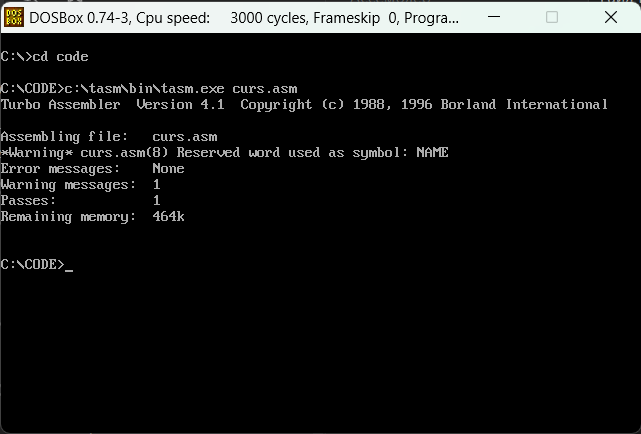 DOSBox 0.74-3, Cpu speed: 3000 cycles, Frameskip 0, Progra...
C:\>cd code
C:\CODE>c:\tasm\bin\tasm.exe curs.asm
Turbo Assembler  Version 4.1  Copyright (c) 1988, 1996 Borland International
Assembling file:   curs.asm
*Warning* curs.asm(8) Reserved word used as symbol: NAME
Error messages:    None
Warning messages:  1
Passes:            1
Remaining memory:  464k
C:\CODE>_